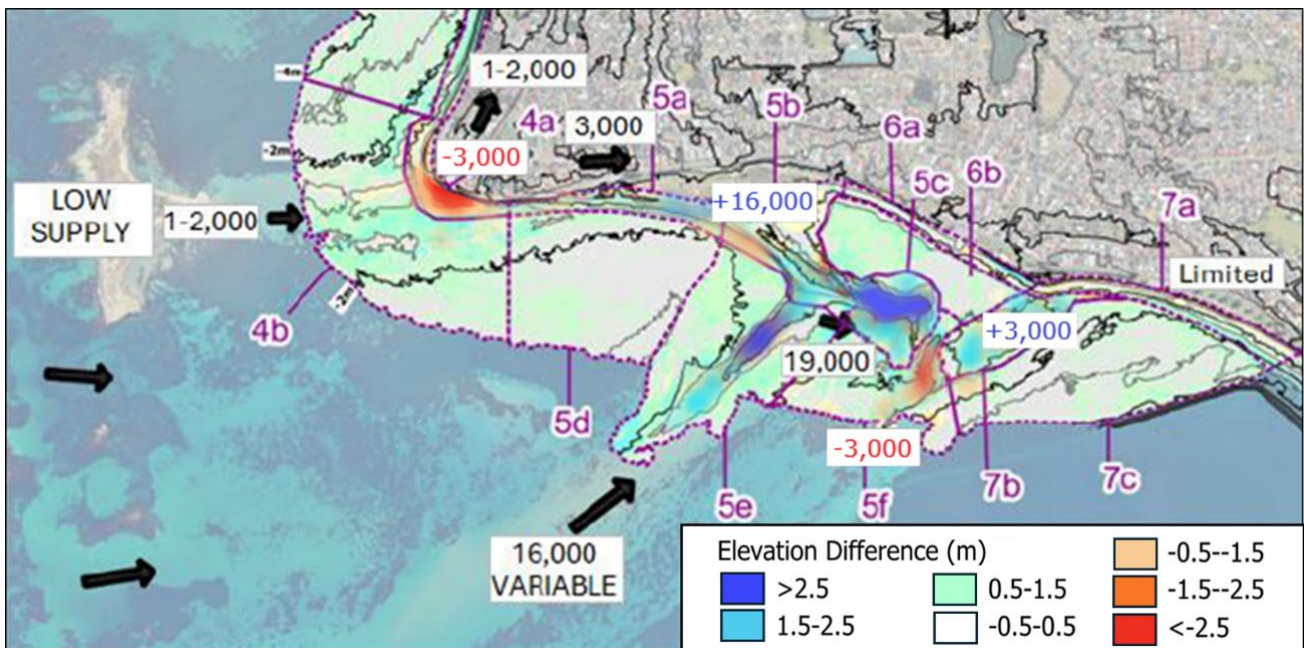 -4m
1-2,000
5a
5b
4a
3,000
6a
-2m
-3,000
5c
6b
LOW
SUPPLY
1-2,000
+16,000
7a
Limited
-2m
4b
+3,000
19,000
5d
-3,000
5e
5f
7b
7c
16,000
VARIABLE
Elevation Difference (m)
>2.5
1.5-2.5
0.5-1.5
-0.5-0.5
-0.5--1.5
-1.5--2.5
<-2.5